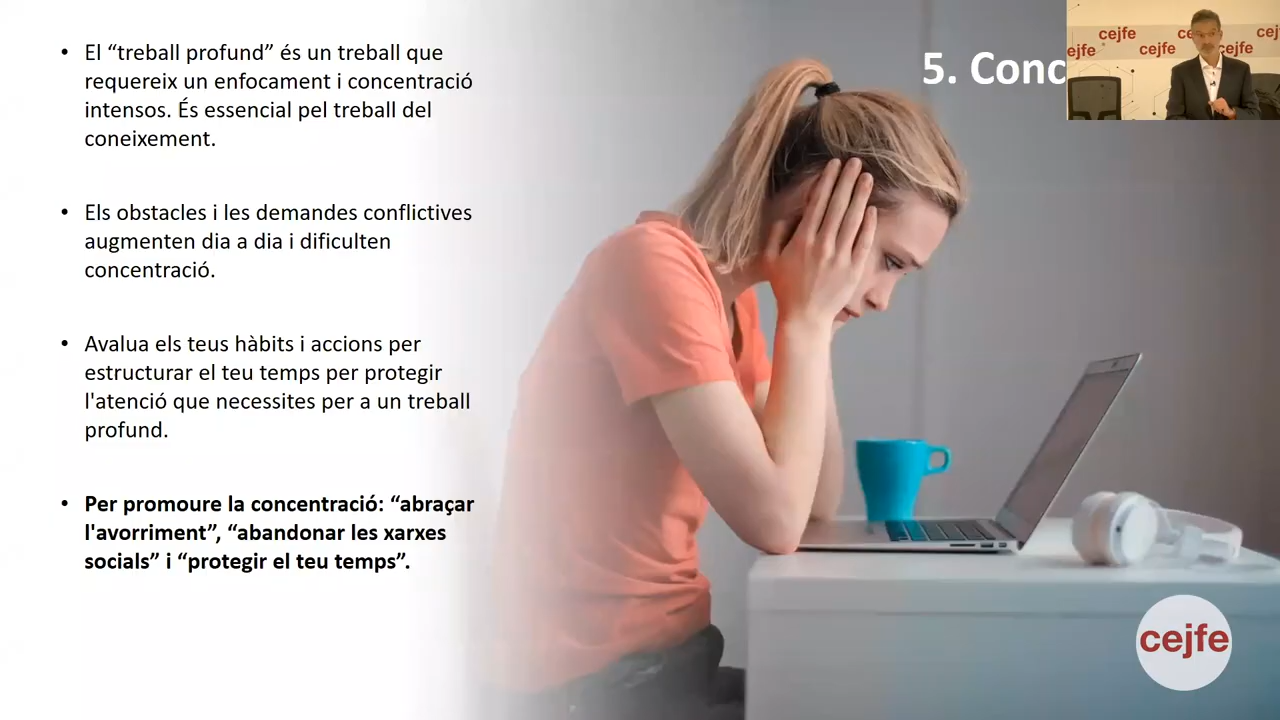 5. Conc
• El “treball profund” és un treball que
requereix un enfocament i concentració
intensos. És essencial pel treball del
coneixement.
• Els obstacles i les demandes conflictives
augmenten dia a dia i dificulten
concentració.
• Avalua els teus hàbits i accions per
estructurar el teu temps per protegir
l'atenció que necessites per a un treball
profund.
• Per promoure la concentració: “abraçar
l'avorriment”, “abandonar les xarxes
socials” i “protegir el teu temps”.
cejfe
cejfe
cejfe
cejfe
cejfe